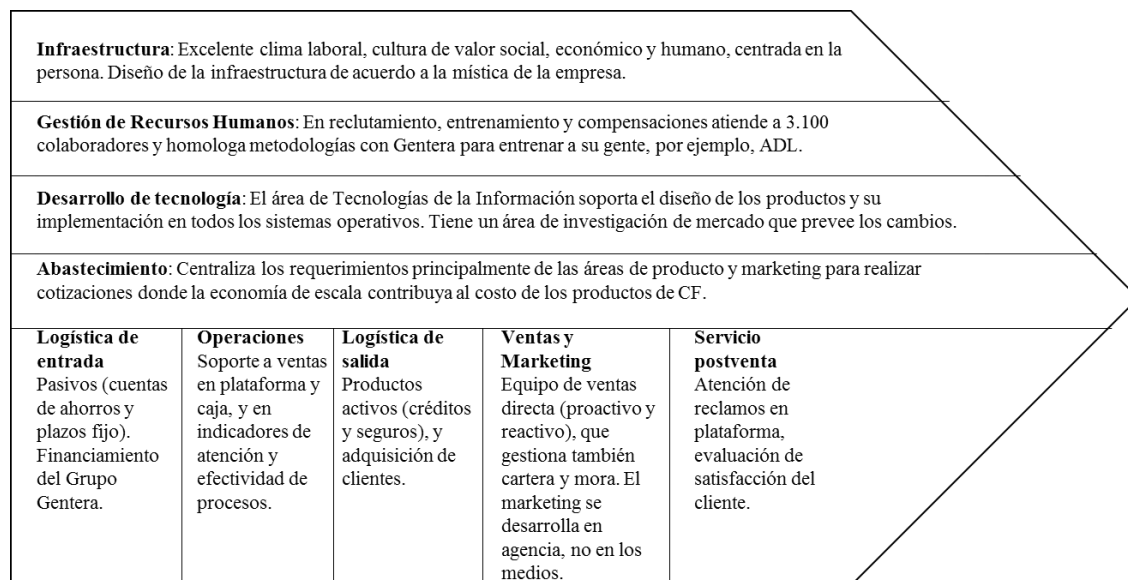 Infraestructura: Excelente clima laboral, cultura de valor social, económico y humano, centrada en la
persona. Diseño de la infraestructura de acuerdo a la mística de la empresa.
Gestión de Recursos Humanos: En reclutamiento, entrenamiento y compensaciones atiende a 3.100
colaboradores y homologa metodologías con Gentera para entrenar a su gente, por ejemplo, ADL.
Desarrollo de tecnología: El área de Tecnologías de la Información soporta el diseño de los productos y su
implementación en todos los sistemas operativos. Tiene un área de investigación de mercado que prevee los cambios.
Abastecimiento: Centraliza los requerimientos principalmente de las áreas de producto y marketing para realizar
cotizaciones donde la economía de escala contribuya al costo de los productos de CF.
Logística de
entrada
Pasivos (cuentas
de ahorros y
plazos fijo).
Financiamiento
del Grupo
Gentera.
Operaciones
Soporte a ventas
en plataforma y
caja, y en
indicadores de
atención y
efectividad de
procesos.
Logística de
salida
Productos
activos (créditos
y seguros), y
adquisición de
clientes.
Ventas y
Marketing
Equipo de ventas
directa (proactivo y
reactivo), que
gestiona también
cartera y mora. El
marketing se
desarrolla en
agencia, no en los
medios.
Servicio
postventa
Atención de
reclamos en
plataforma,
evaluación de
satisfacción del
cliente.